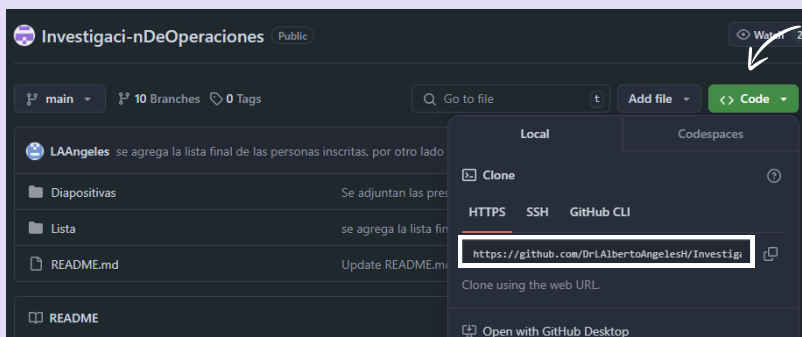 Investigaci-nDeOperaciones Public
Watch 2
main 10 Branches 0 Tags
Go to file t
Add file
<> Code
Local Codespaces
LAAngeles se agrega la lista final de las personas inscritas, por otro lado
Clone
Diapositivas Se adjuntan las pres
HTTPS SSH GitHub CLI
Lista se agrega la lista fin
https://github.com/DrLAlbertoAngelesH/Investiga
README.md Update README.m
Clone using the web URL.
README
Open with GitHub Desktop